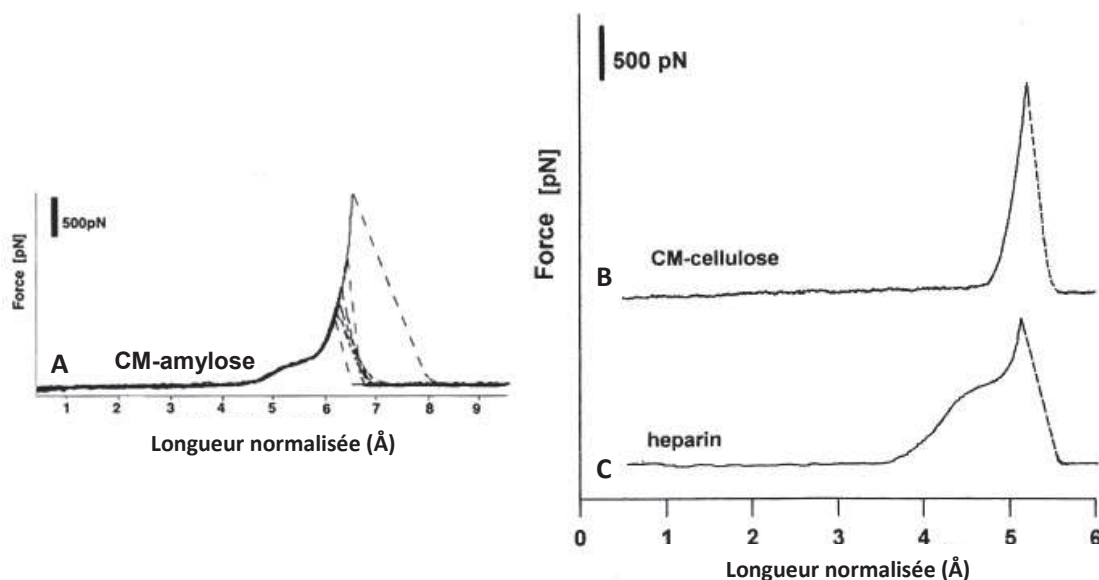 500pN
Force [pN]
A
CM-amylose
1 2 3 4 5 6 7 8 9
Longueur normalisée (Å)
500 pN
Force [pN]
B
CM-cellulose
C
heparin
0 1 2 3 4 5 6
Longueur normalisée (Å)